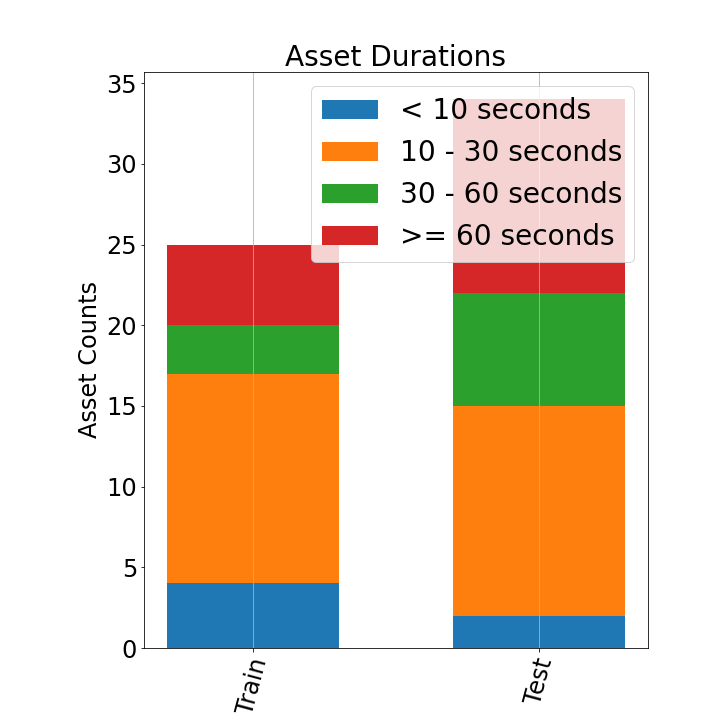 Asset Durations
35
30
25
20
15
10
5
0
Asset Counts
< 10 seconds
10 - 30 seconds
30 - 60 seconds
>= 60 seconds
Train
Test